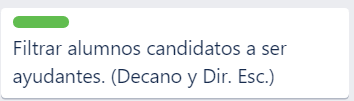 Filtrar alumnos candidatos a ser
ayudantes. (Decano y Dir. Esc.)